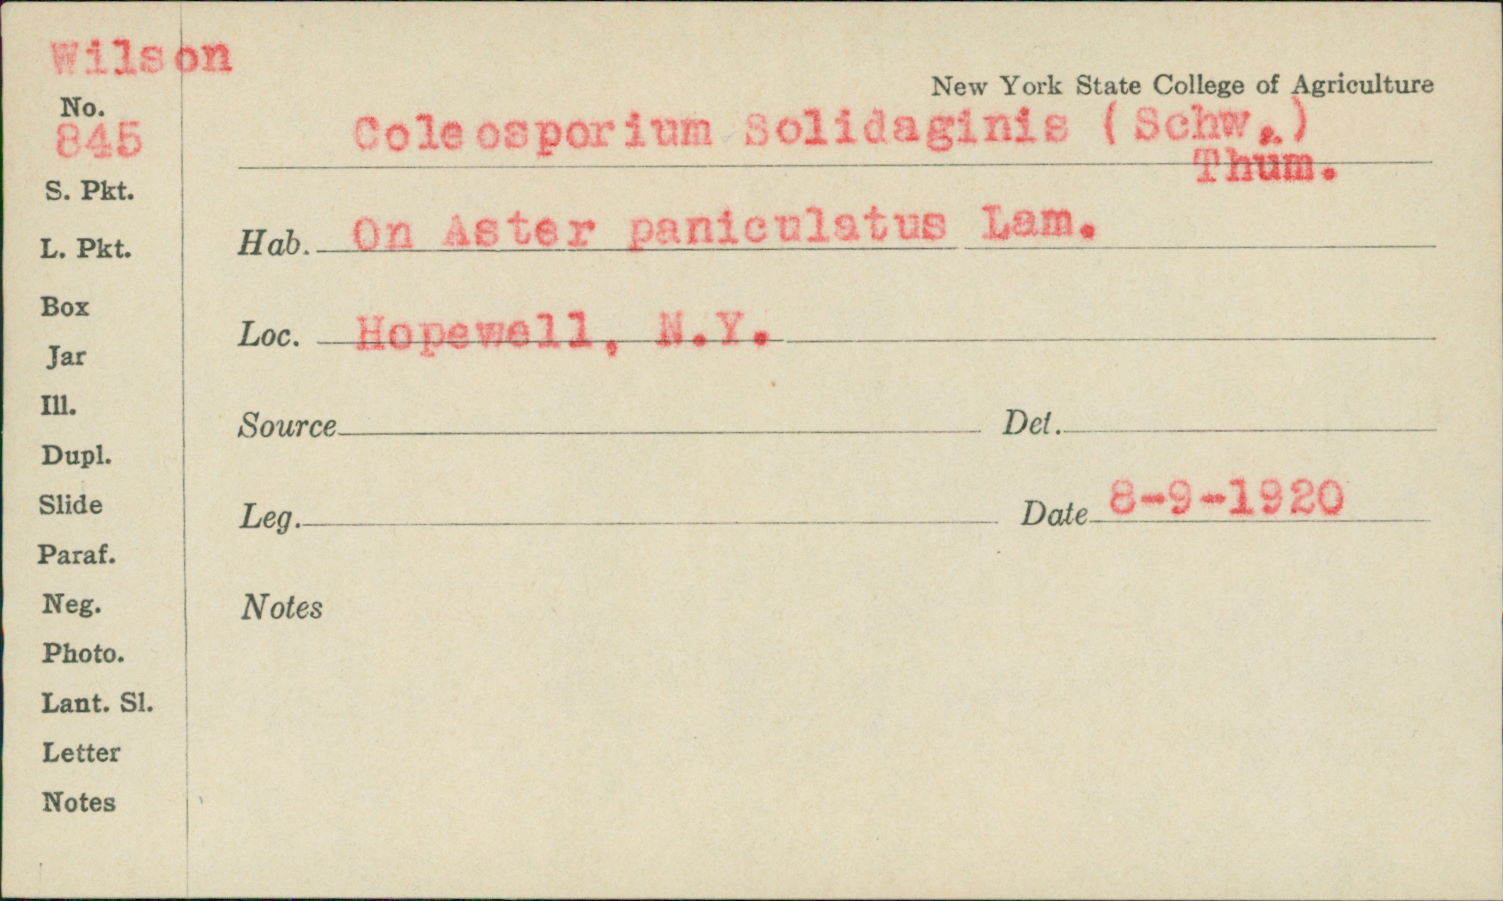 Wilson
New York State College of Agriculture
No.
845
Coleosporium Solidaginis (Schw.)
Thum.
S. Pkt.
Hab. On Aster paniculatus Lam.
L. Pkt.
Box
Loc. Hopewell, N.Y.
Jar
Ill.
Source Det.
Dupl.
Slide
Leg. Date 8-9-1920
Paraf.
Neg.
Notes
Photo.
Lant. Sl.
Letter
Notes